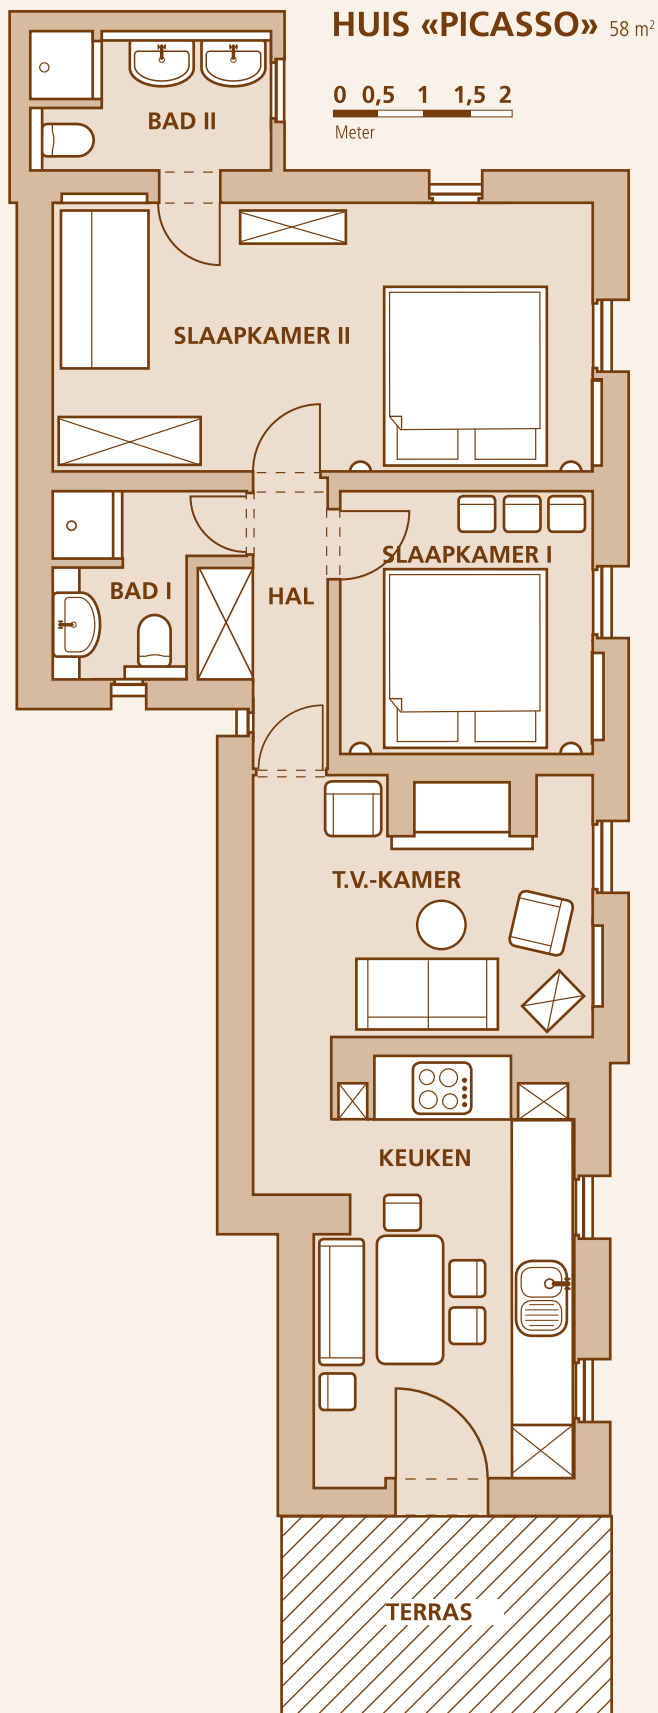 HUIS «PICASSO» 58 m²
0 0,5 1 1,5 2
Meter
BAD II
SLAAPKAMER II
SLAAPKAMER I
BAD I
HAL
T.V.-KAMER
KEUKEN
TERRAS